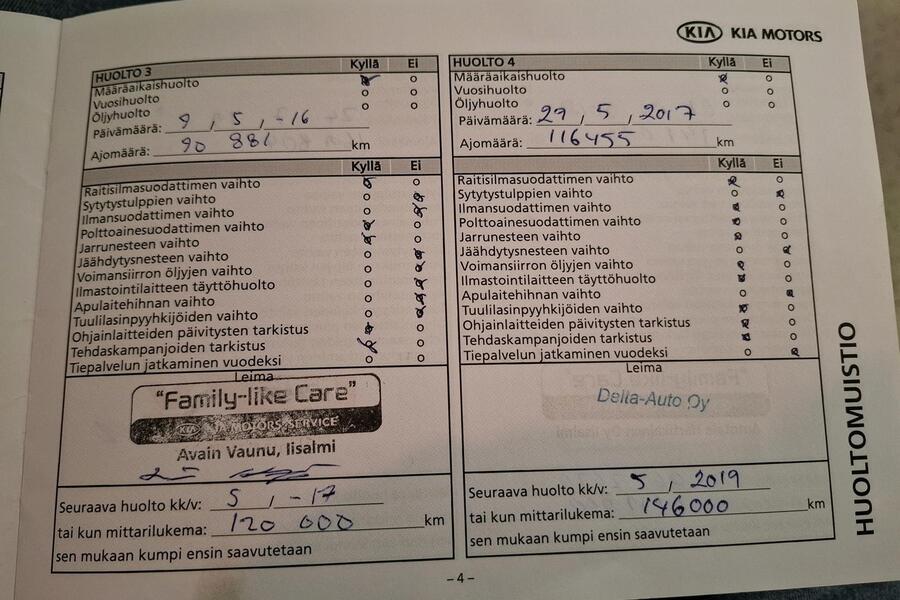 KIA KIA MOTORS
HUOLTO 3 Kyllä Ei
Määräaikaishuolto
Vuosihuolto
Öljyhuolto
Päivämäärä: 9, 5, -16
Ajomäärä: 90 881 km
Kyllä Ei
Raitisilmasuodattimen vaihto
Sytytystulppien vaihto
Ilmansuodattimen vaihto
Polttoainesuodattimen vaihto
Jarrunesteen vaihto
Jäähdytysnesteen vaihto
Voimansiirron öljyjen vaihto
Ilmastointilaitteen täyttöhuolto
Apulaitehihnan vaihto
Tuulilasinpyyhkijöiden vaihto
Ohjainlaitteiden päivitysten tarkistus
Tehdaskampanjoiden tarkistus
Tiepalvelun jatkaminen vuodeksi
Leima
"Family-like Care"
KIA MOTORS SERVICE
Avain Vaunu, Iisalmi
Seuraava huolto kk/v: 5, -17
tai kun mittarilukema: 120 000 km
sen mukaan kumpi ensin saavutetaan
HUOLTO 4 Kyllä Ei
Määräaikaishuolto
Vuosihuolto
Öljyhuolto
Päivämäärä: 29, 5, 2017
Ajomäärä: 116455 km
Kyllä Ei
Raitisilmasuodattimen vaihto
Sytytystulppien vaihto
Ilmansuodattimen vaihto
Polttoainesuodattimen vaihto
Jarrunesteen vaihto
Jäähdytysnesteen vaihto
Voimansiirron öljyjen vaihto
Ilmastointilaitteen täyttöhuolto
Apulaitehihnan vaihto
Tuulilasinpyyhkijöiden vaihto
Ohjainlaitteiden päivitysten tarkistus
Tehdaskampanjoiden tarkistus
Tiepalvelun jatkaminen vuodeksi
Leima
Delta-Auto Oy
Seuraava huolto kk/v: 5, 2019
tai kun mittarilukema: 146000 km
sen mukaan kumpi ensin saavutetaan
HUOLTOMUISTIO
– 4 –